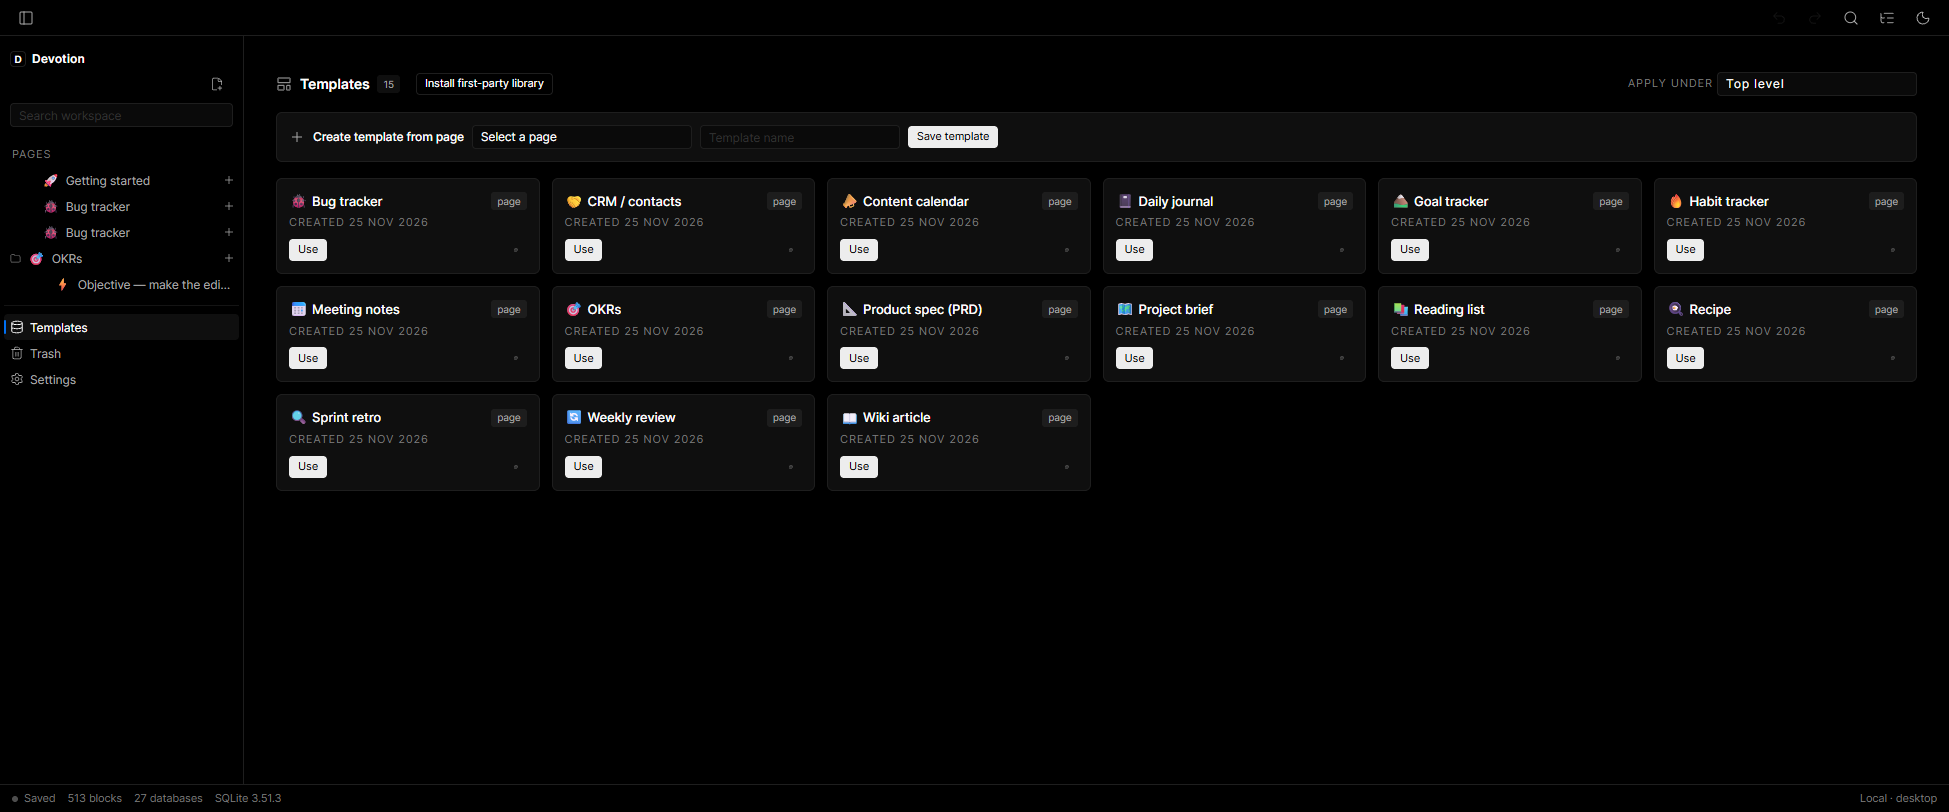 D Devotion
Search workspace
PAGES
Getting started
Bug tracker
Bug tracker
OKRs
Objective — make the edi...
Templates
Trash
Settings
Templates 15 Install first-party library
APPLY UNDER Top level
Create template from page Select a page Template name Save template
Bug tracker page
CREATED 25 NOV 2026
Use
CRM / contacts page
CREATED 25 NOV 2026
Use
Content calendar page
CREATED 25 NOV 2026
Use
Daily journal page
CREATED 25 NOV 2026
Use
Goal tracker page
CREATED 25 NOV 2026
Use
Habit tracker page
CREATED 25 NOV 2026
Use
Meeting notes page
CREATED 25 NOV 2026
Use
OKRs page
CREATED 25 NOV 2026
Use
Product spec (PRD) page
CREATED 25 NOV 2026
Use
Project brief page
CREATED 25 NOV 2026
Use
Reading list page
CREATED 25 NOV 2026
Use
Recipe page
CREATED 25 NOV 2026
Use
Sprint retro page
CREATED 25 NOV 2026
Use
Weekly review page
CREATED 25 NOV 2026
Use
Wiki article page
CREATED 25 NOV 2026
Use
Saved 513 blocks 27 databases SQLite 3.51.3
Local · desktop